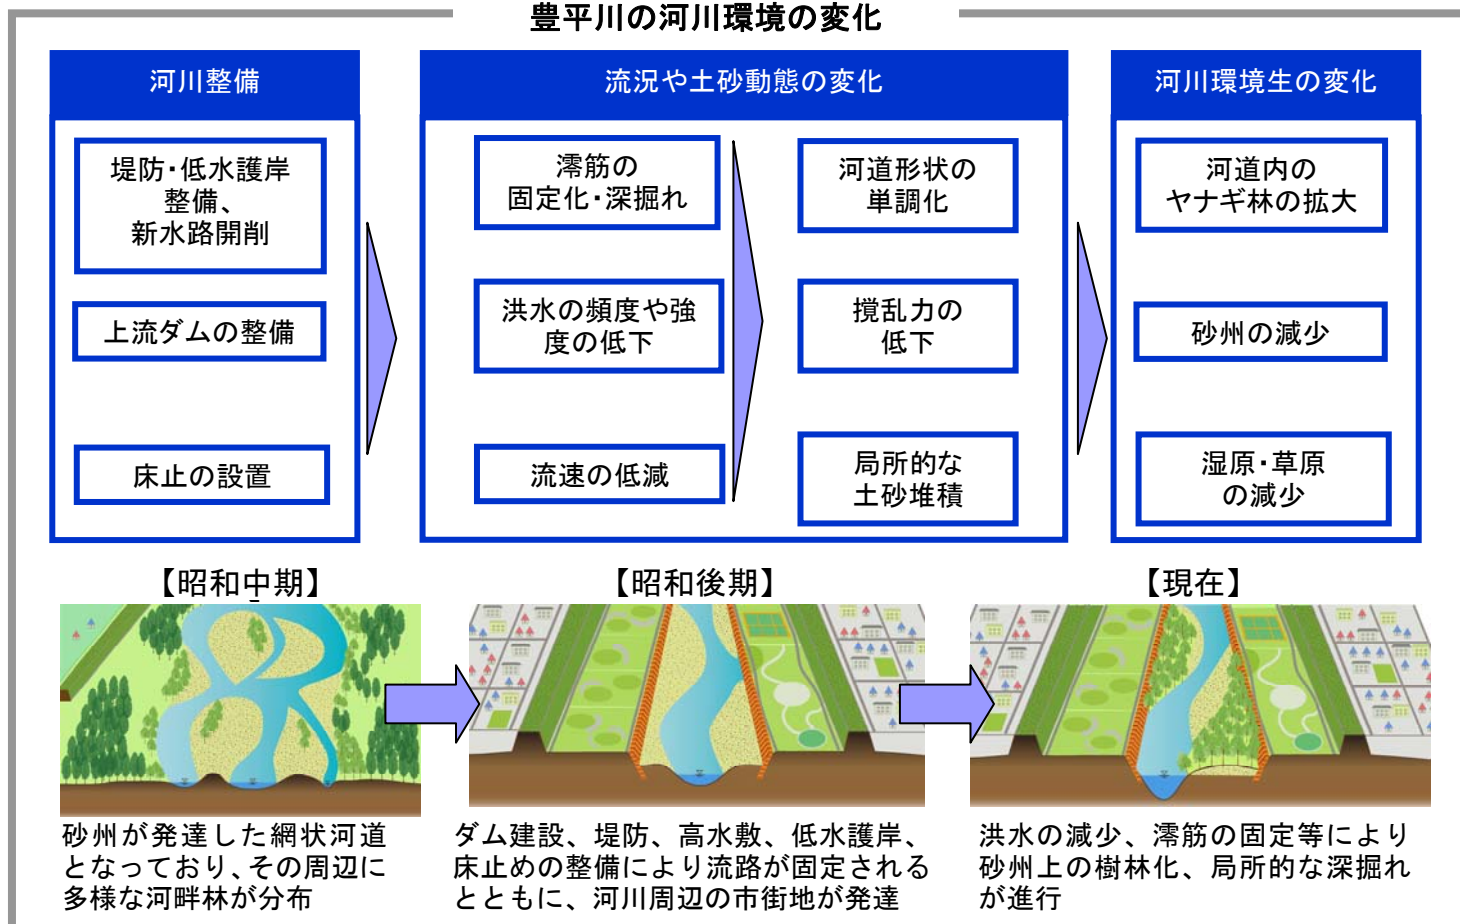 豊平川の河川環境の変化
河川整備
堤防・低水護岸
整備、
新水路開削
上流ダムの整備
床止の設置
流況や土砂動態の変化
澪筋の
固定化・深掘れ
洪水の頻度や強
度の低下
流速の低減
河道形状の
単調化
撹乱力の
低下
局所的な
土砂堆積
河川環境生の変化
河道内の
ヤナギ林の拡大
砂州の減少
湿原・草原
の減少
【昭和中期】
砂州が発達した網状河道
となっており、その周辺に
多様な河畔林が分布
【昭和後期】
ダム建設、堤防、高水敷、低水護岸、
床止めの整備により流路が固定される
とともに、河川周辺の市街地が発達
【現在】
洪水の減少、澪筋の固定等により
砂州上の樹林化、局所的な深掘れ
が進行